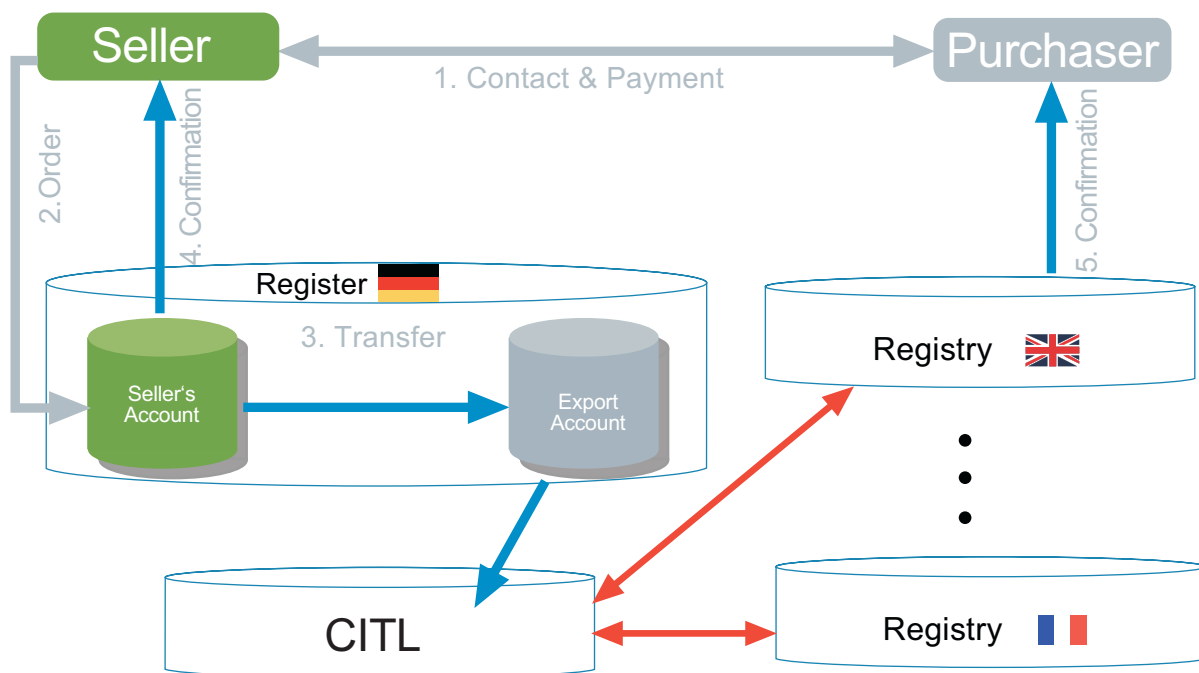 Seller
Purchaser
1. Contact & Payment
2.Order
4. Confirmation
5. Confirmation
Register
3. Transfer
Seller‘s
Account
Export
Account
Registry
CITL
Registry